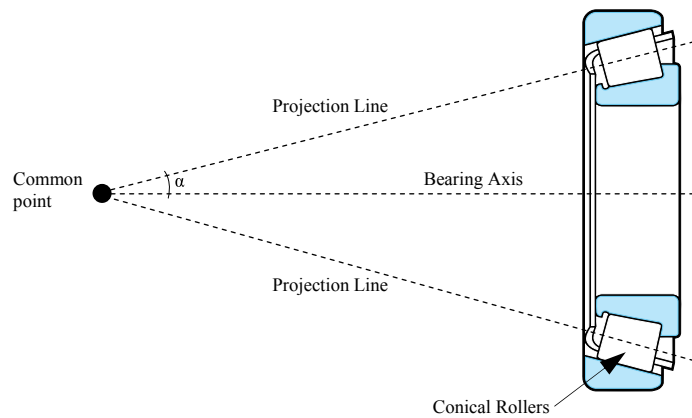 Projection Line
α
Common
point
Bearing Axis
Projection Line
Conical Rollers